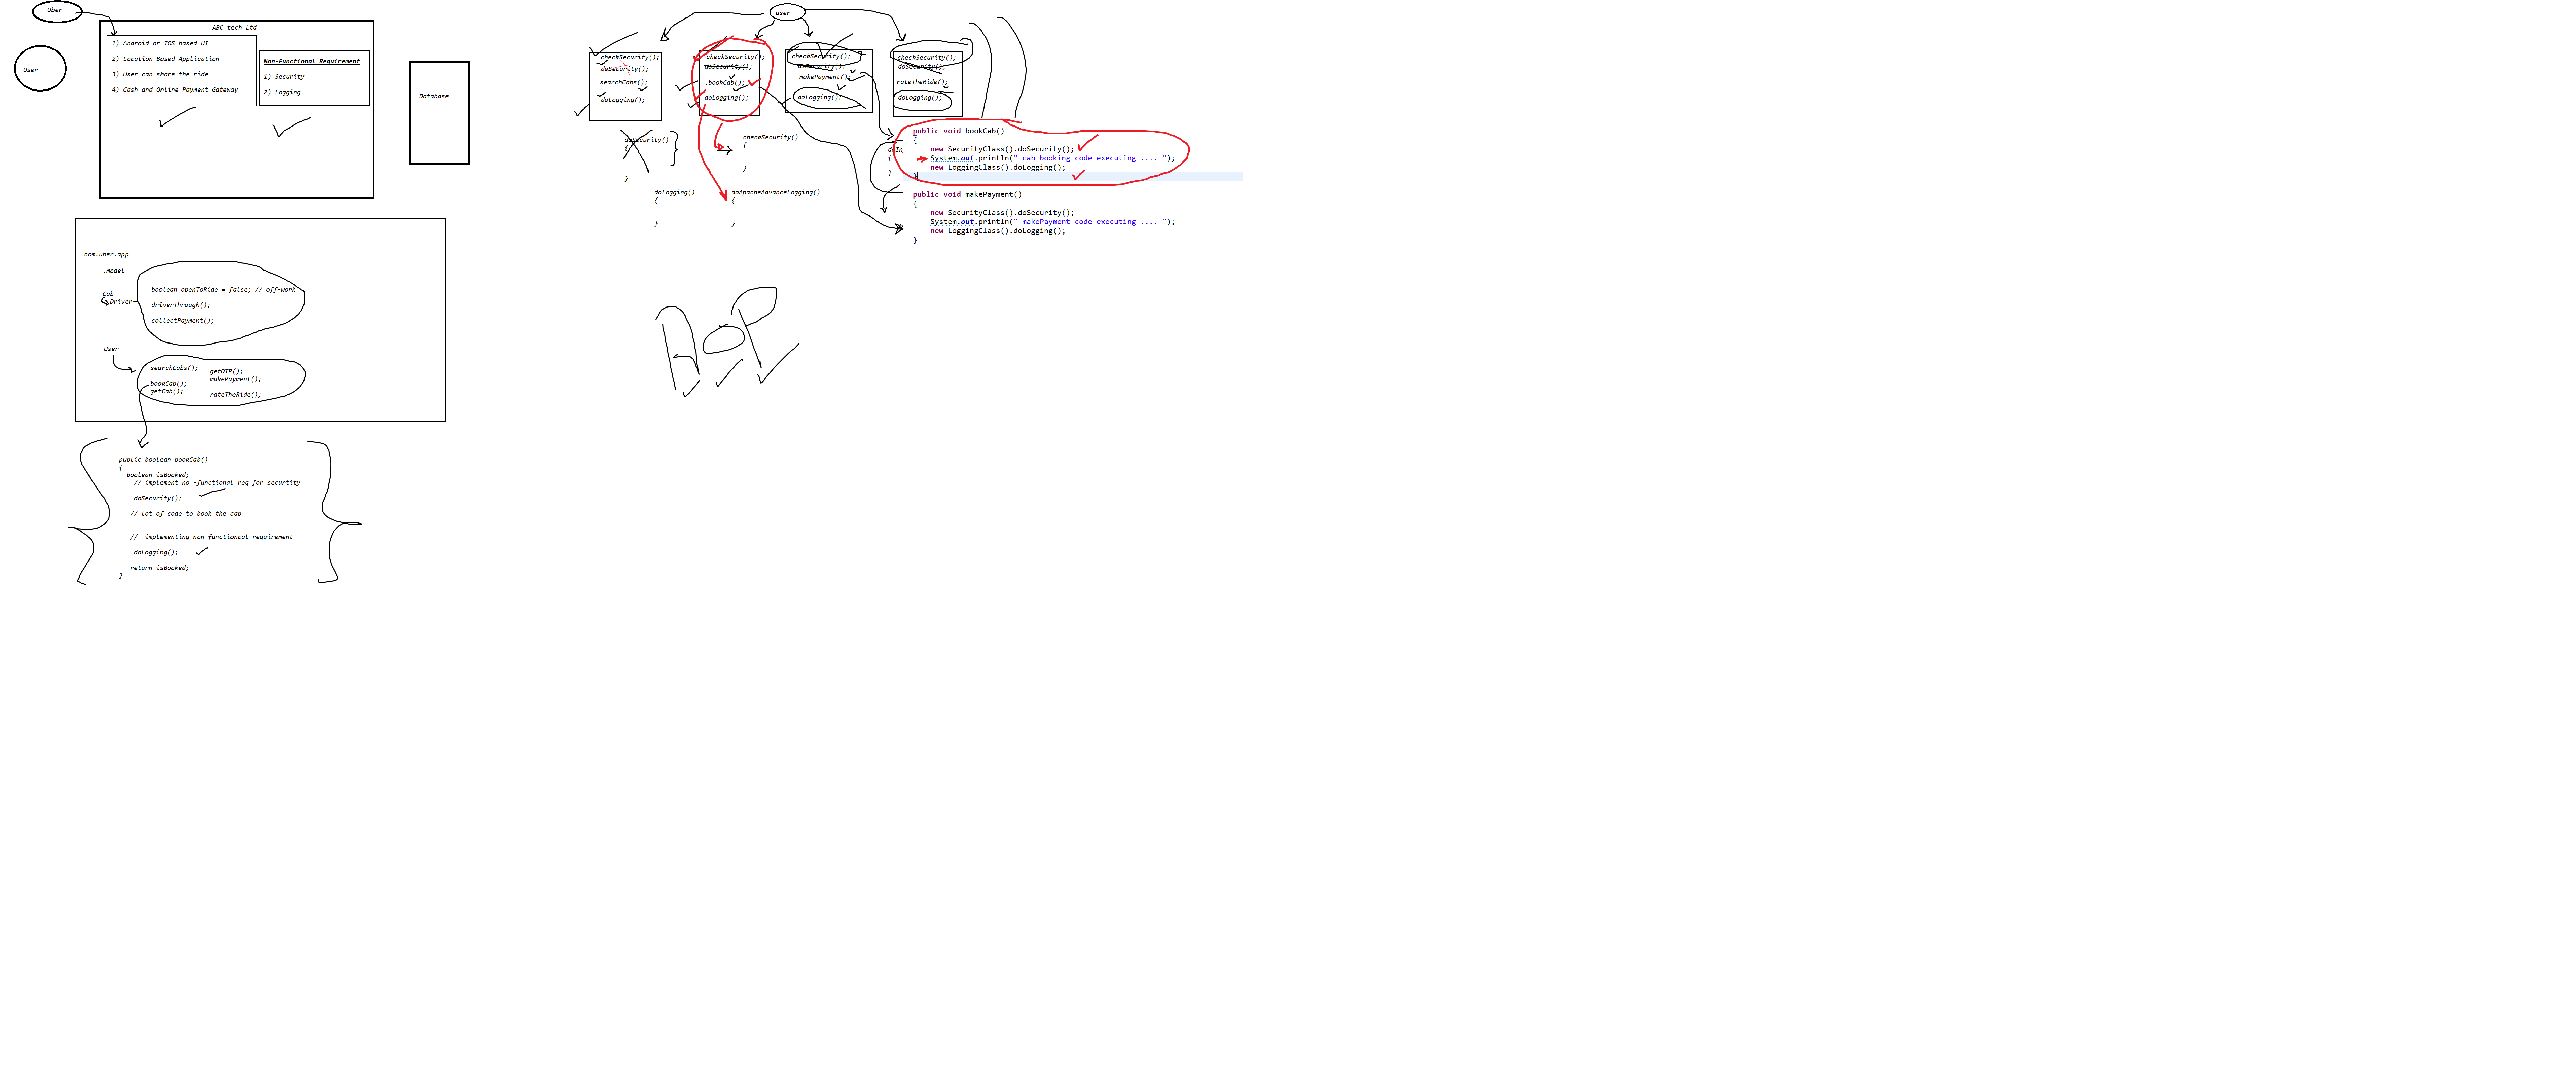 Uber
ABC tech Ltd
1) Android or IOS based UI
2) Location Based Application
3) User can share the ride
4) Cash and Online Payment Gateway
Non-Functional Requirement
1) Security
2) Logging
User
Database
com.uber.app
.model
Cab
Driver
boolean openToRide = false; // off-work
driverThrough();
collectPayment();
User
searchCabs();
bookCab();
getCab();
getOTP();
makePayment();
rateTheRide();
public boolean bookCab()
{
boolean isBooked;
// implement no -functional req for securtity
doSecurity();
// lot of code to book the cab
// implementing non-functioncal requirement
doLogging();
return isBooked;
}
user
checkSecurity();
doSecurity();
searchCabs();
doLogging();
checkSecurity();
doSecurity();
.bookCab();
doLogging();
checkSecurity();
doSecurity();
makePayment();
doLogging();
checkSecurity();
doSecurity();
rateTheRide();
doLogging();
doSecurity()
{
}
checkSecurity()
{
}
doLogging()
{
}
doApacheAdvanceLogging()
{
}
{
}
public void bookCab()
{
new SecurityClass().doSecurity();
System.out.println(" cab booking code executing .... ");
new LoggingClass().doLogging();
}
public void makePayment()
{
new SecurityClass().doSecurity();
System.out.println(" makePayment code executing .... ");
new LoggingClass().doLogging();
}
AOP